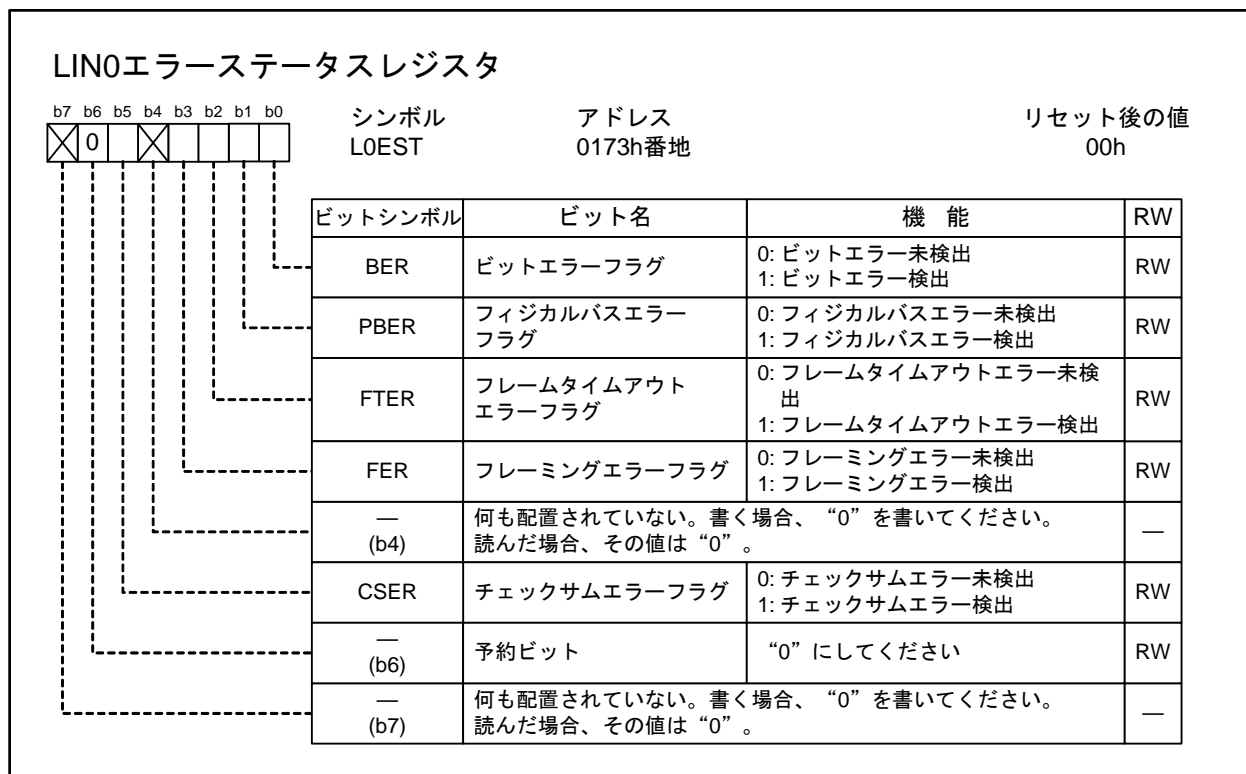 LIN0エラーステータスレジスタ
b7 b6 b5 b4 b3 b2 b1 b0
0
シンボル アドレス リセット後の値
L0EST 0173h番地 00h
ビットシンボル ビット名 機 能 RW
BER ビットエラーフラグ 0: ビットエラー未検出
1: ビットエラー検出 RW
PBER フィジカルバスエラー
フラグ 0: フィジカルバスエラー未検出
1: フィジカルバスエラー検出 RW
FTER フレームタイムアウト
エラーフラグ 0: フレームタイムアウトエラー未検
出
1: フレームタイムアウトエラー検出 RW
FER フレーミングエラーフラグ 0: フレーミングエラー未検出
1: フレーミングエラー検出 RW
—
(b4) 何も配置されていない。書く場合、“0”を書いてください。
読んだ場合、その値は“0”。 —
CSER チェックサムエラーフラグ 0: チェックサムエラー未検出
1: チェックサムエラー検出 RW
—
(b6) 予約ビット “0”にしてください RW
—
(b7) 何も配置されていない。書く場合、“0”を書いてください。
読んだ場合、その値は“0”。 —